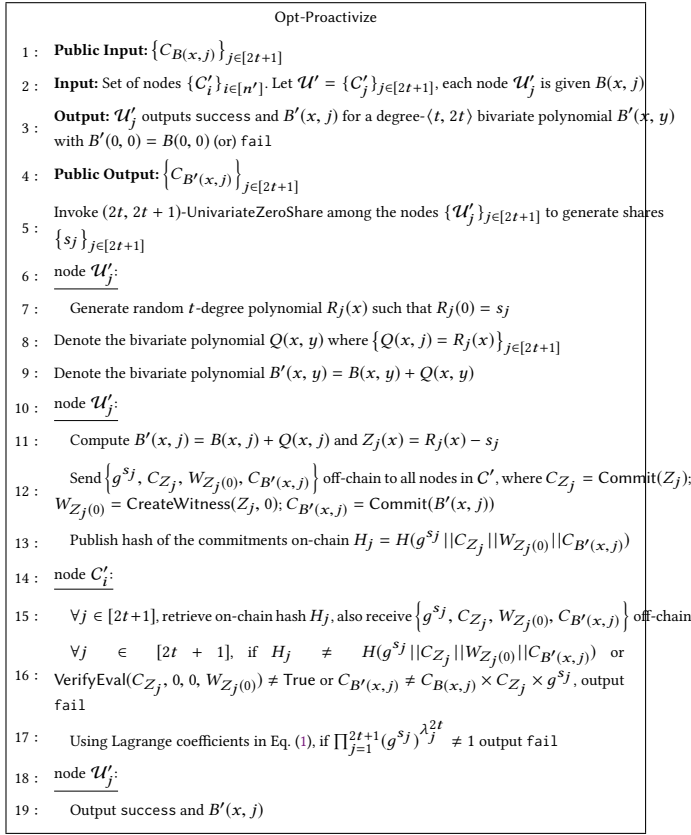 Opt-Proactivize
1 : Public Input: {C_{B(x,j)}}_{j∈[2t+1]}
2 : Input: Set of nodes {C′_i}_{i∈[n′]}. Let 𝒰′ = {C′_j}_{j∈[2t+1]}, each node 𝒰′_j is given B(x, j)
3 : Output: 𝒰′_j outputs success and B′(x, j) for a degree-⟨t, 2t⟩ bivariate polynomial B′(x, y)
with B′(0, 0) = B(0, 0) (or) fail
4 : Public Output: {C_{B′(x,j)}}_{j∈[2t+1]}
5 : Invoke (2t, 2t + 1)-UnivariateZeroShare among the nodes {𝒰′_j}_{j∈[2t+1]} to generate shares
{s_j}_{j∈[2t+1]}
6 : node 𝒰′_j:
7 : Generate random t-degree polynomial R_j(x) such that R_j(0) = s_j
8 : Denote the bivariate polynomial Q(x, y) where {Q(x, j) = R_j(x)}_{j∈[2t+1]}
9 : Denote the bivariate polynomial B′(x, y) = B(x, y) + Q(x, y)
10 : node 𝒰′_j:
11 : Compute B′(x, j) = B(x, j) + Q(x, j) and Z_j(x) = R_j(x) − s_j
12 : Send {g^{s_j}, C_{Z_j}, W_{Z_j(0)}, C_{B′(x,j)}} off-chain to all nodes in C′, where C_{Z_j} = Commit(Z_j);
W_{Z_j(0)} = CreateWitness(Z_j, 0); C_{B′(x,j)} = Commit(B′(x, j))
13 : Publish hash of the commitments on-chain H_j = H(g^{s_j}||C_{Z_j}||W_{Z_j(0)}||C_{B′(x,j)})
14 : node C′_i:
15 : ∀j ∈ [2t+1], retrieve on-chain hash H_j, also receive {g^{s_j}, C_{Z_j}, W_{Z_j(0)}, C_{B′(x,j)}} off-chain
16 : ∀j ∈ [2t + 1], if H_j ≠ H(g^{s_j}||C_{Z_j}||W_{Z_j(0)}||C_{B′(x,j)}) or
VerifyEval(C_{Z_j}, 0, 0, W_{Z_j(0)}) ≠ True or C_{B′(x,j)} ≠ C_{B(x,j)} × C_{Z_j} × g^{s_j}, output
fail
17 : Using Lagrange coefficients in Eq. (1), if ∏_{j=1}^{2t+1}(g^{s_j})^{λ_j^{2t}} ≠ 1 output fail
18 : node 𝒰′_j:
19 : Output success and B′(x, j)